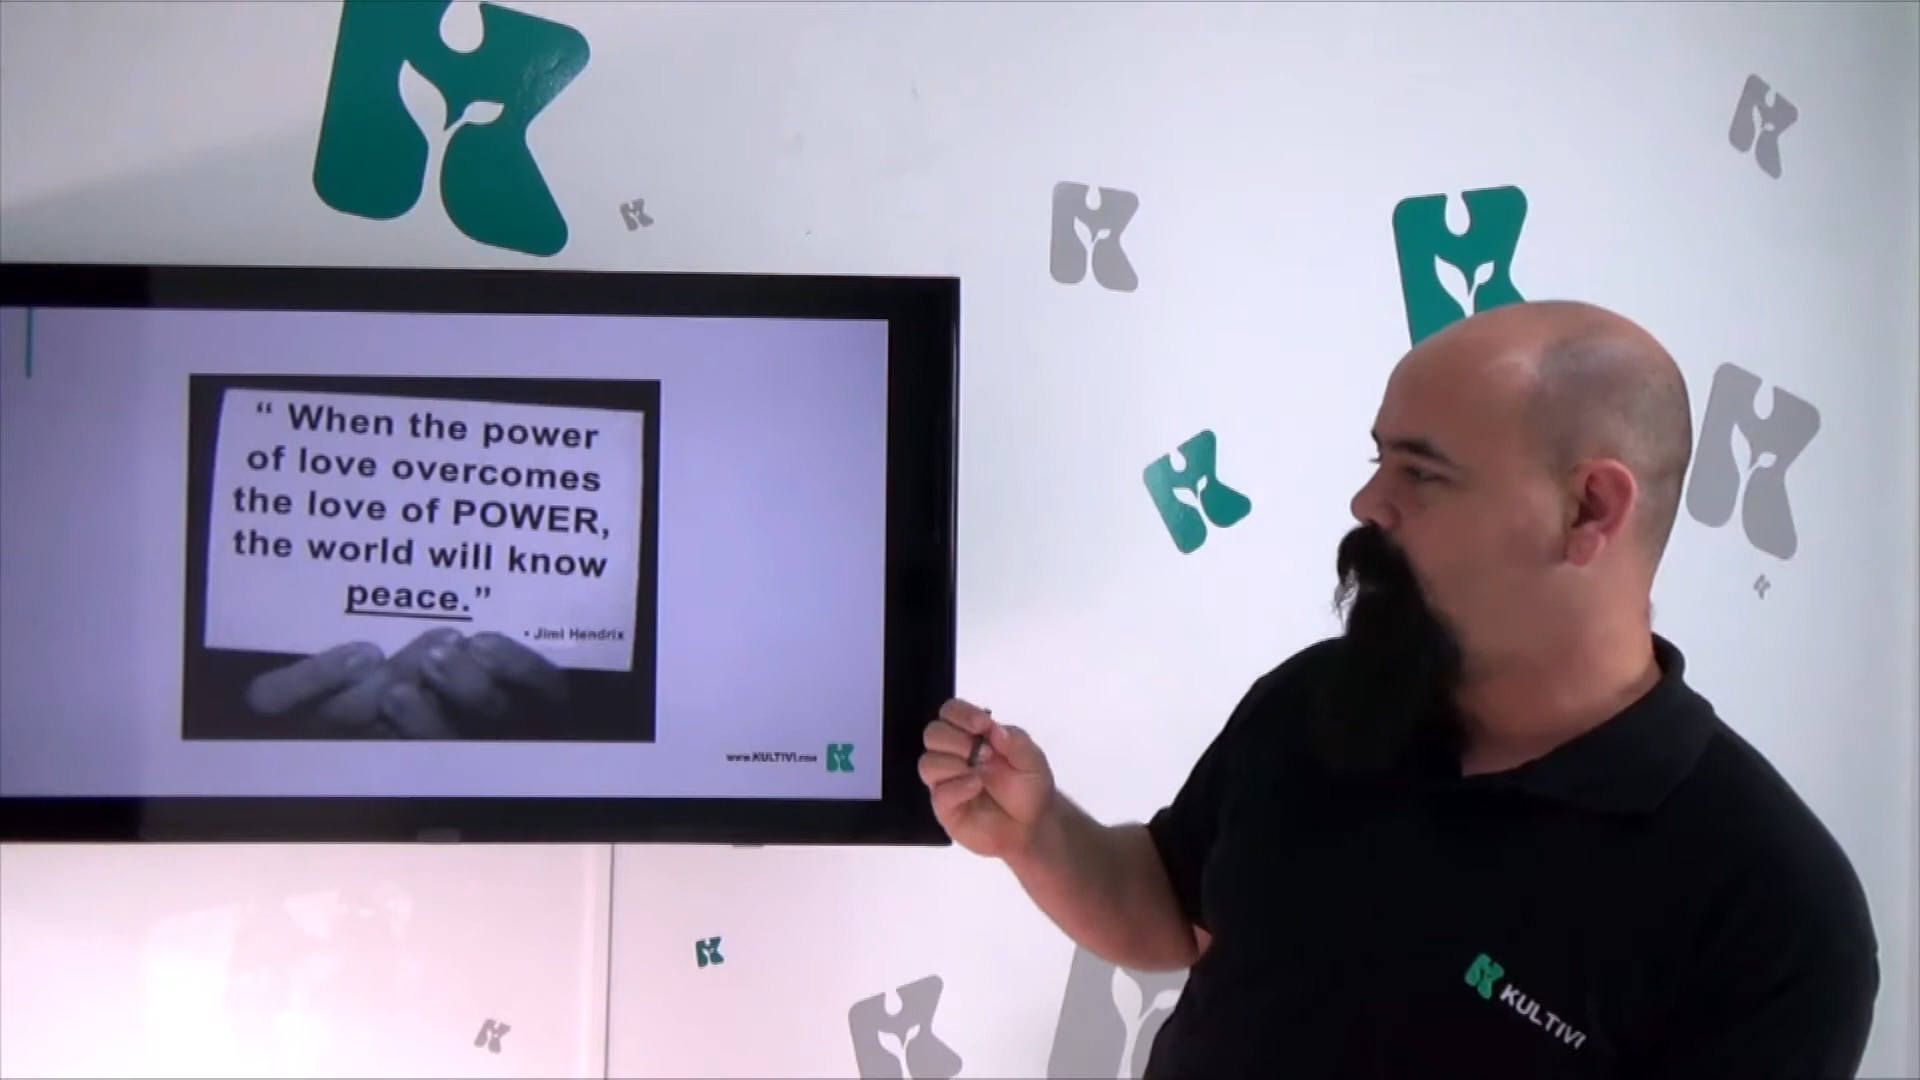 “ When the power
of love overcomes
the love of POWER,
the world will know
peace.”
• Jimi Hendrix
www.KULTIVI.com
KULTIVI